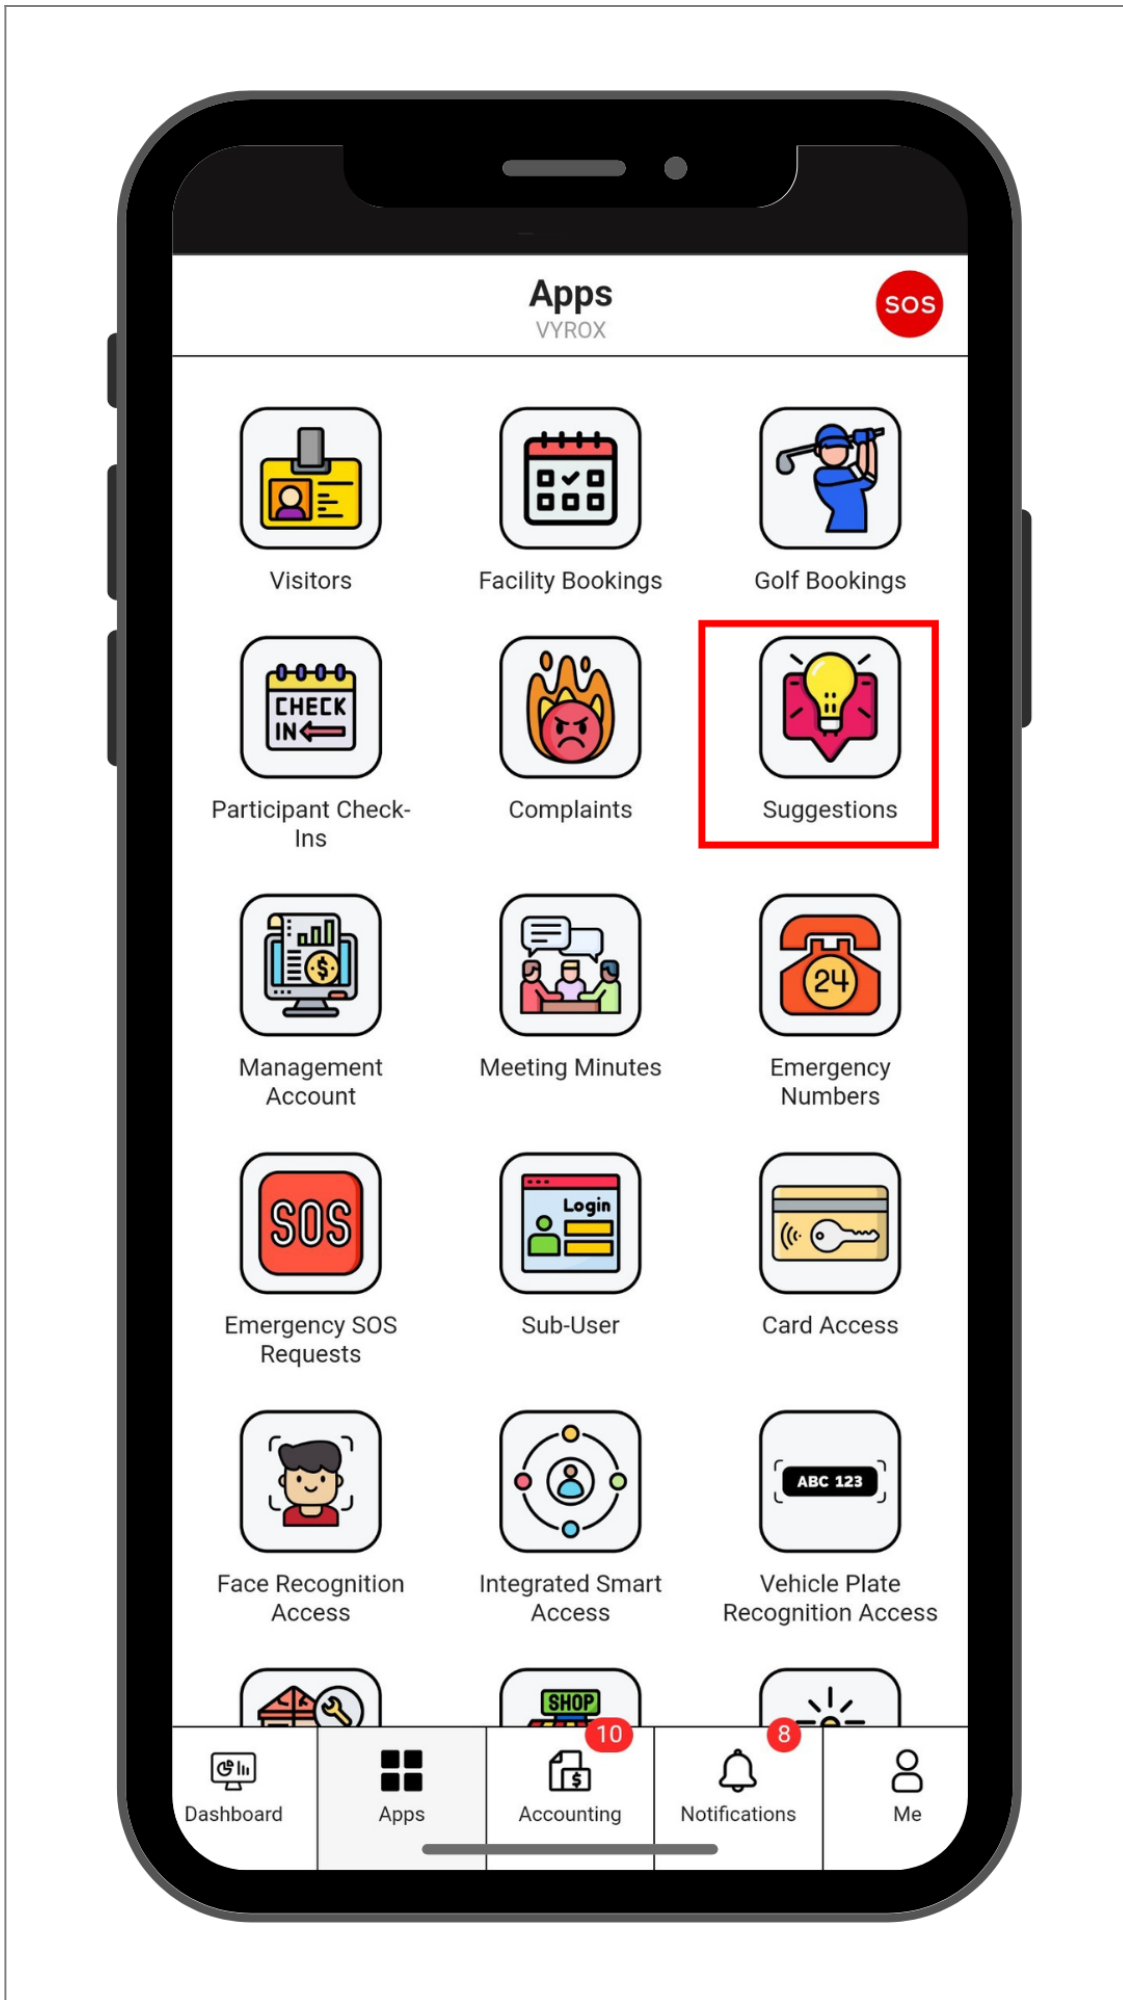 Apps
VYROX
SOS
Visitors
Facility Bookings
Golf Bookings
CHECK
IN
Participant Check-
Ins
Complaints
Suggestions
$
Management
Account
Meeting Minutes
24
Emergency
Numbers
SOS
Emergency SOS
Requests
Login
Sub-User
Card Access
Face Recognition
Access
Integrated Smart
Access
ABC 123
Vehicle Plate
Recognition Access
SHOP
Dashboard
Apps
10
$
Accounting
8
Notifications
Me